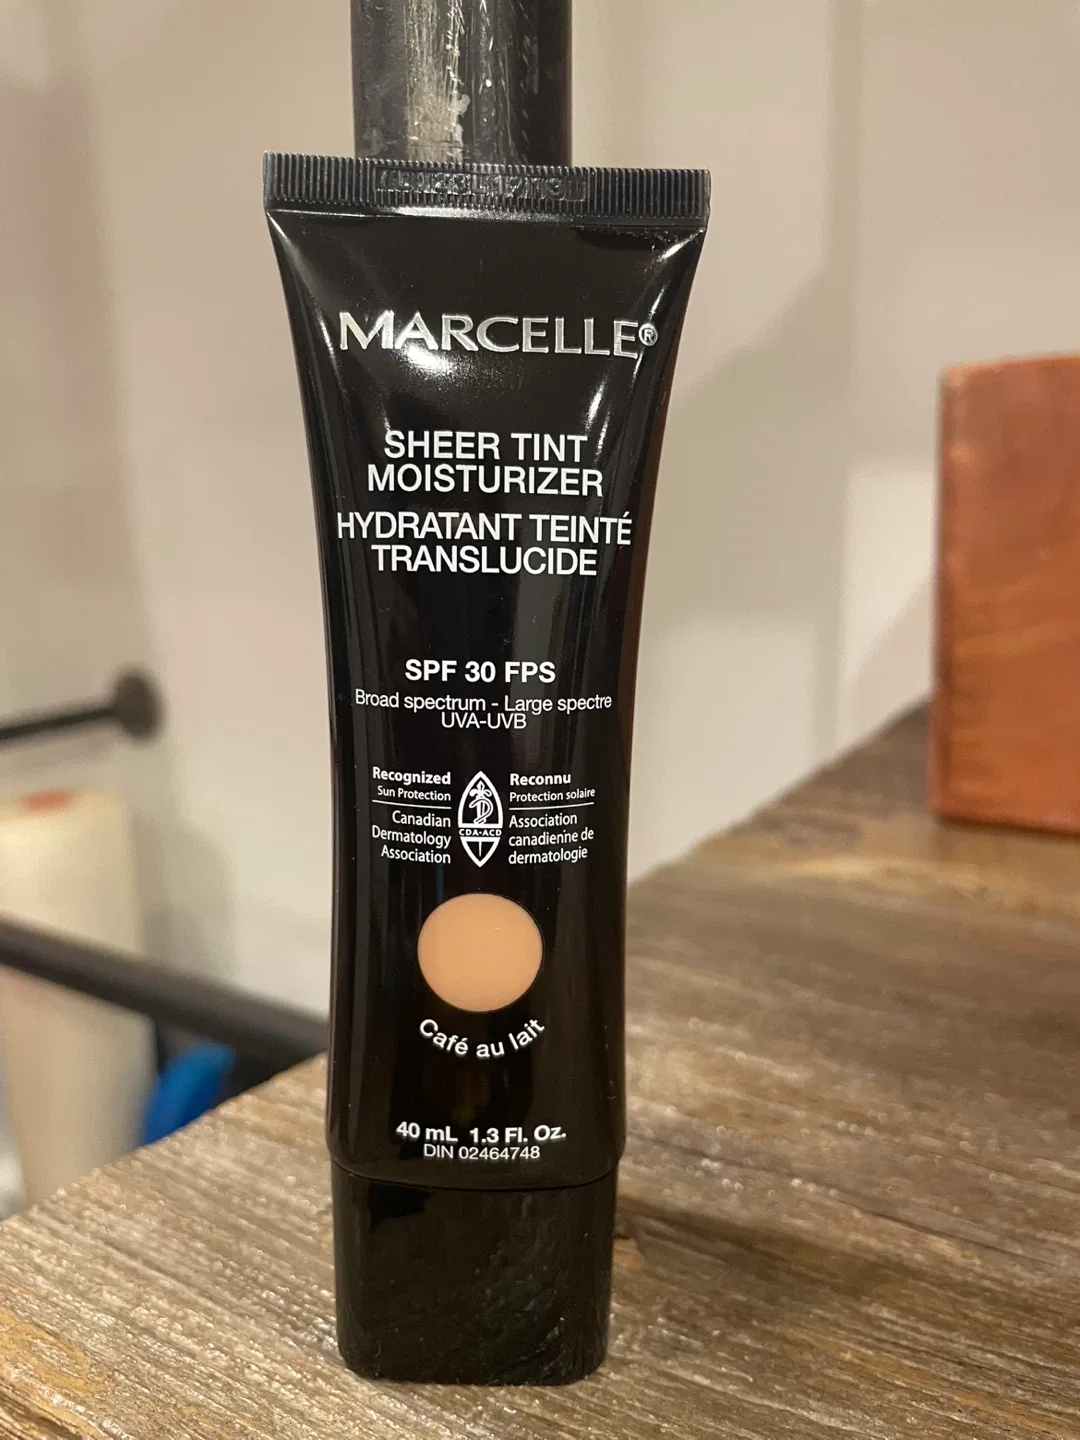 MARCELLE®
SHEER TINT
MOISTURIZER
HYDRATANT TEINTÉ
TRANSLUCIDE
SPF 30 FPS
Broad spectrum - Large spectre
UVA-UVB
Recognized
Sun Protection
Canadian
Dermatology
Association
CDA-ACD
Reconnu
Protection solaire
Association
canadienne de
dermatologie
Café au lait
40 mL 1.3 Fl. Oz.
DIN 02464748